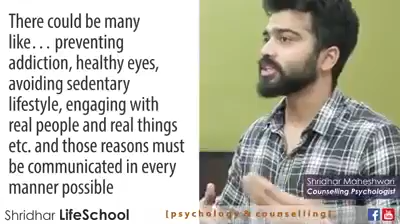 There could be many
like… preventing
addiction, healthy eyes,
avoiding sedentary
lifestyle, engaging with
real people and real things
etc. and those reasons must
be communicated in every
manner possible
Shridhar Maheshwari
Counselling Psychologist
Shridhar LifeSchool
[psychology & counselling]